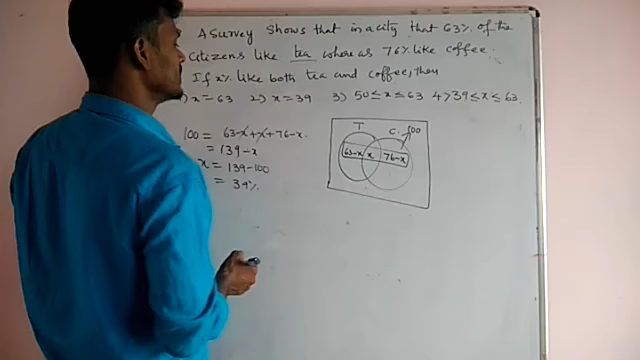 A Survey shows that in a city that 63% of the
citizens like tea where as 76% like coffee.
If x% like both tea and coffee, then
1) x = 63 2) x = 39 3) 50 ≤ x ≤ 63 4) 39 ≤ x ≤ 63
100 = 63-x+x+76-x.
= 139-x
x = 139-100
= 39%
T C 100
63-x x 76-x